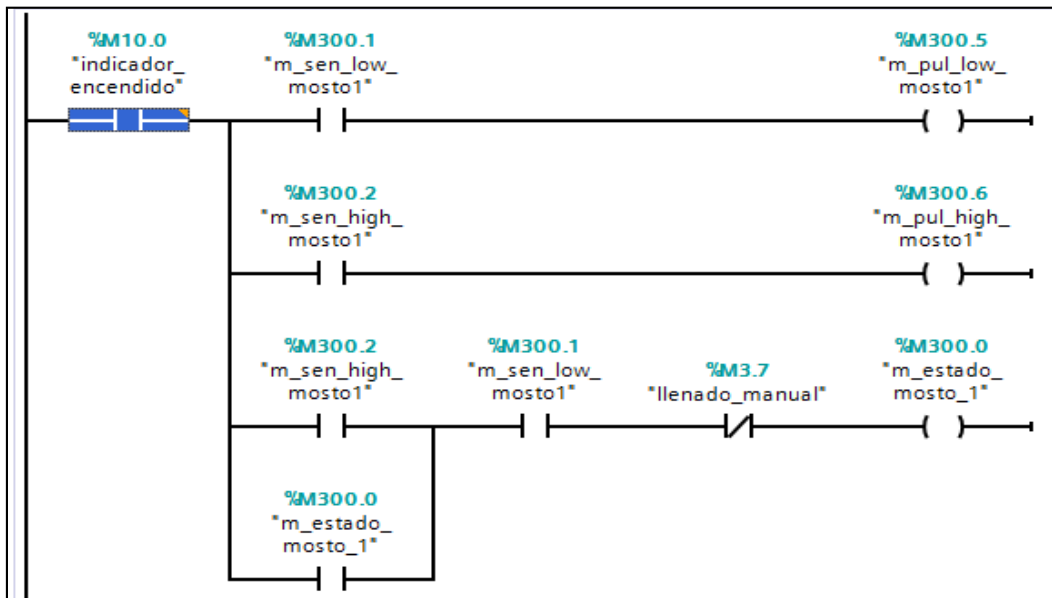 %M10.0
"indicador_
encendido"
%M300.1
"m_sen_low_
mosto1"
%M300.5
"m_pul_low_
mosto1"
%M300.2
"m_sen_high_
mosto1"
%M300.6
"m_pul_high_
mosto1"
%M300.2
"m_sen_high_
mosto1"
%M300.1
"m_sen_low_
mosto1"
%M3.7
"llenado_manual"
%M300.0
"m_estado_
mosto_1"
%M300.0
"m_estado_
mosto_1"